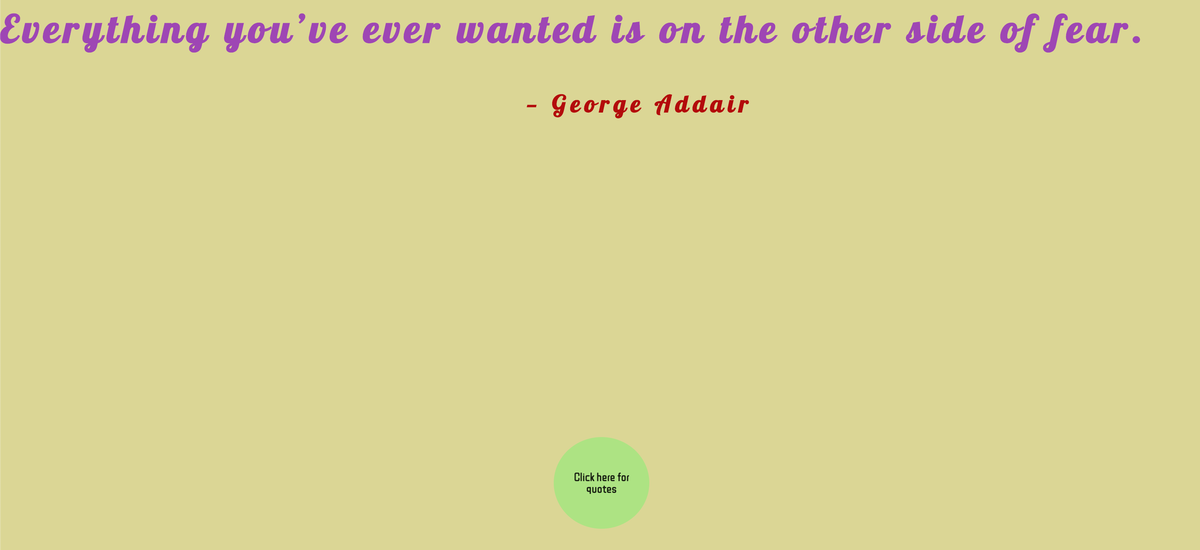 Everything you’ve ever wanted is on the other side of fear.
– George Addair
Click here for
quotes